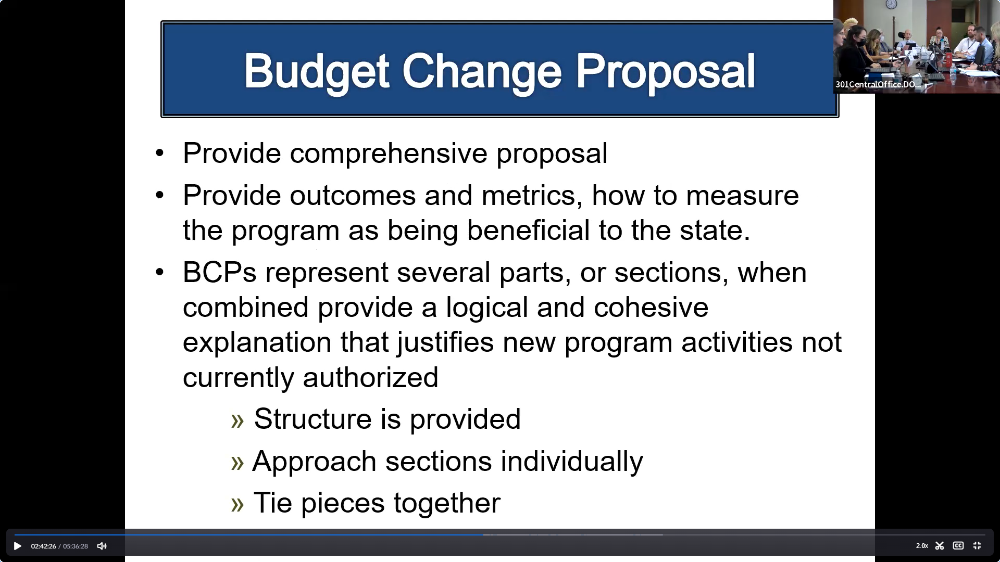 Budget Change Proposal
301CentralOffice.DO...
• Provide comprehensive proposal
• Provide outcomes and metrics, how to measure
the program as being beneficial to the state.
• BCPs represent several parts, or sections, when
combined provide a logical and cohesive
explanation that justifies new program activities not
currently authorized
» Structure is provided
» Approach sections individually
» Tie pieces together
02:42:26 / 05:36:28
2.0x
CC